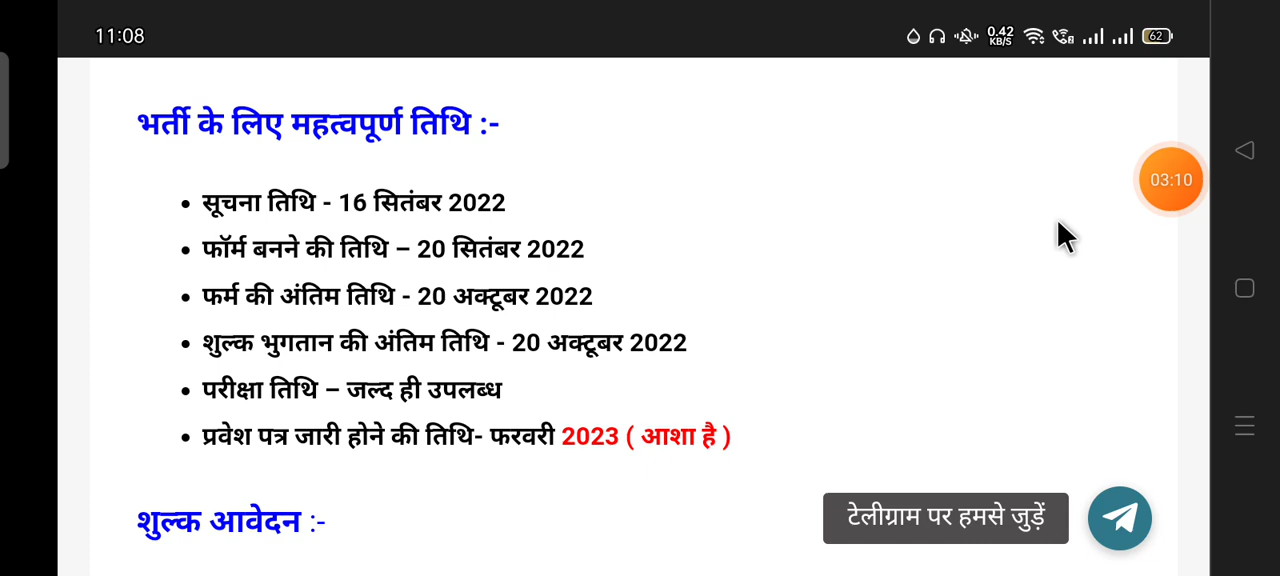 11:08
0.42
KB/S
62
भर्ती के लिए महत्वपूर्ण तिथि :-
03:10
सूचना तिथि - 16 सितंबर 2022
फॉर्म बनने की तिथि – 20 सितंबर 2022
फर्म की अंतिम तिथि - 20 अक्टूबर 2022
शुल्क भुगतान की अंतिम तिथि - 20 अक्टूबर 2022
परीक्षा तिथि – जल्द ही उपलब्ध
प्रवेश पत्र जारी होने की तिथि- फरवरी 2023 ( आशा है )
टेलीग्राम पर हमसे जुड़ें
शुल्क आवेदन :-